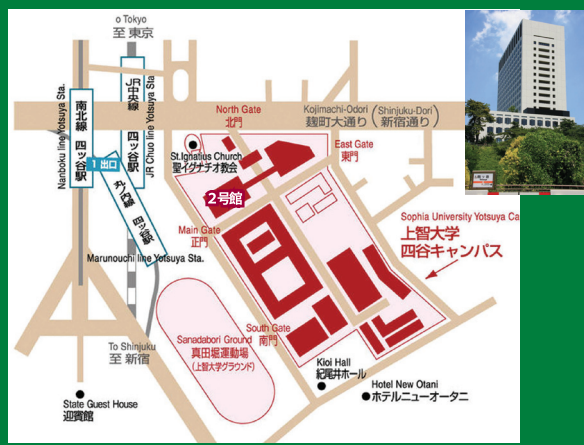 o Tokyo
至 東京
Nanboku line Yotsuya Sta.
南北線 四ッ谷駅
JR中央線 四ッ谷駅
JR Chuo line Yotsuya Sta
1 出口
丸ノ内線 四ッ谷駅
Marunouchi line Yotsuya Sta.
North Gate
北門
Kojimachi-Odori (Shinjuku-Dori)
麹町大通り(新宿通り)
St.Ignatius Church
聖イグナチオ教会
East Gate
東門
2号館
Main Gate
正門
Sophia University Yotsuya Ca
上智大学
四谷キャンパス
Sanadabori Ground
真田堀運動場
(上智大学グラウンド)
South Gate
南門
To Shinjuku
至 新宿
Kioi Hall
紀尾井ホール
Hotel New Otani
ホテルニューオータニ
State Guest House
迎賓館